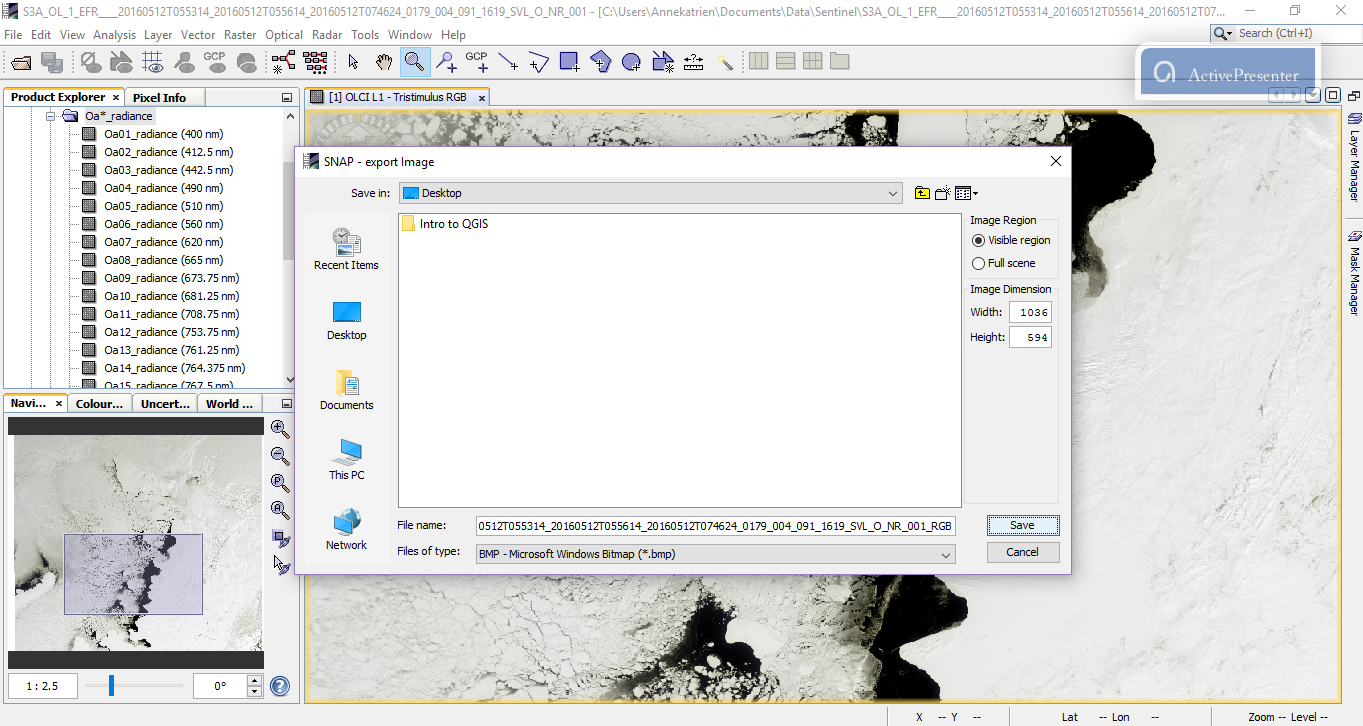 S3A_OL_1_EFR____20160512T055314_20160512T055614_20160512T074624_0179_004_091_1619_SVL_O_NR_001 - [C:\Users\Annekatrien\Documents\Data\Sentinel\S3A_OL_1_EFR____20160512T055314_20160512T055614_20160512T07...
File Edit View Analysis Layer Vector Raster Optical Radar Tools Window Help
Search (Ctrl+I)
GCP GCP
ActivePresenter
Product Explorer Pixel Info
[1] OLCI L1 - Tristimulus RGB
Oa*_radiance
Oa01_radiance (400 nm)
Oa02_radiance (412.5 nm)
Oa03_radiance (442.5 nm)
Oa04_radiance (490 nm)
Oa05_radiance (510 nm)
Oa06_radiance (560 nm)
Oa07_radiance (620 nm)
Oa08_radiance (665 nm)
Oa09_radiance (673.75 nm)
Oa10_radiance (681.25 nm)
Oa11_radiance (708.75 nm)
Oa12_radiance (753.75 nm)
Oa13_radiance (761.25 nm)
Oa14_radiance (764.375 nm)
Oa15_radiance (767.5 nm)
Navi... Colour... Uncert... World ...
1 : 2.5
0°
SNAP - export Image
Save in: Desktop
Recent Items
Desktop
Documents
This PC
Network
Intro to QGIS
Image Region
Visible region
Full scene
Image Dimension
Width: 1036
Height: 594
File name: 0512T055314_20160512T055614_20160512T074624_0179_004_091_1619_SVL_O_NR_001_RGB
Save
Files of type: BMP - Microsoft Windows Bitmap (*.bmp)
Cancel
Layer Manager
Mask Manager
X -- Y --
Lat -- Lon --
Zoom -- Level --